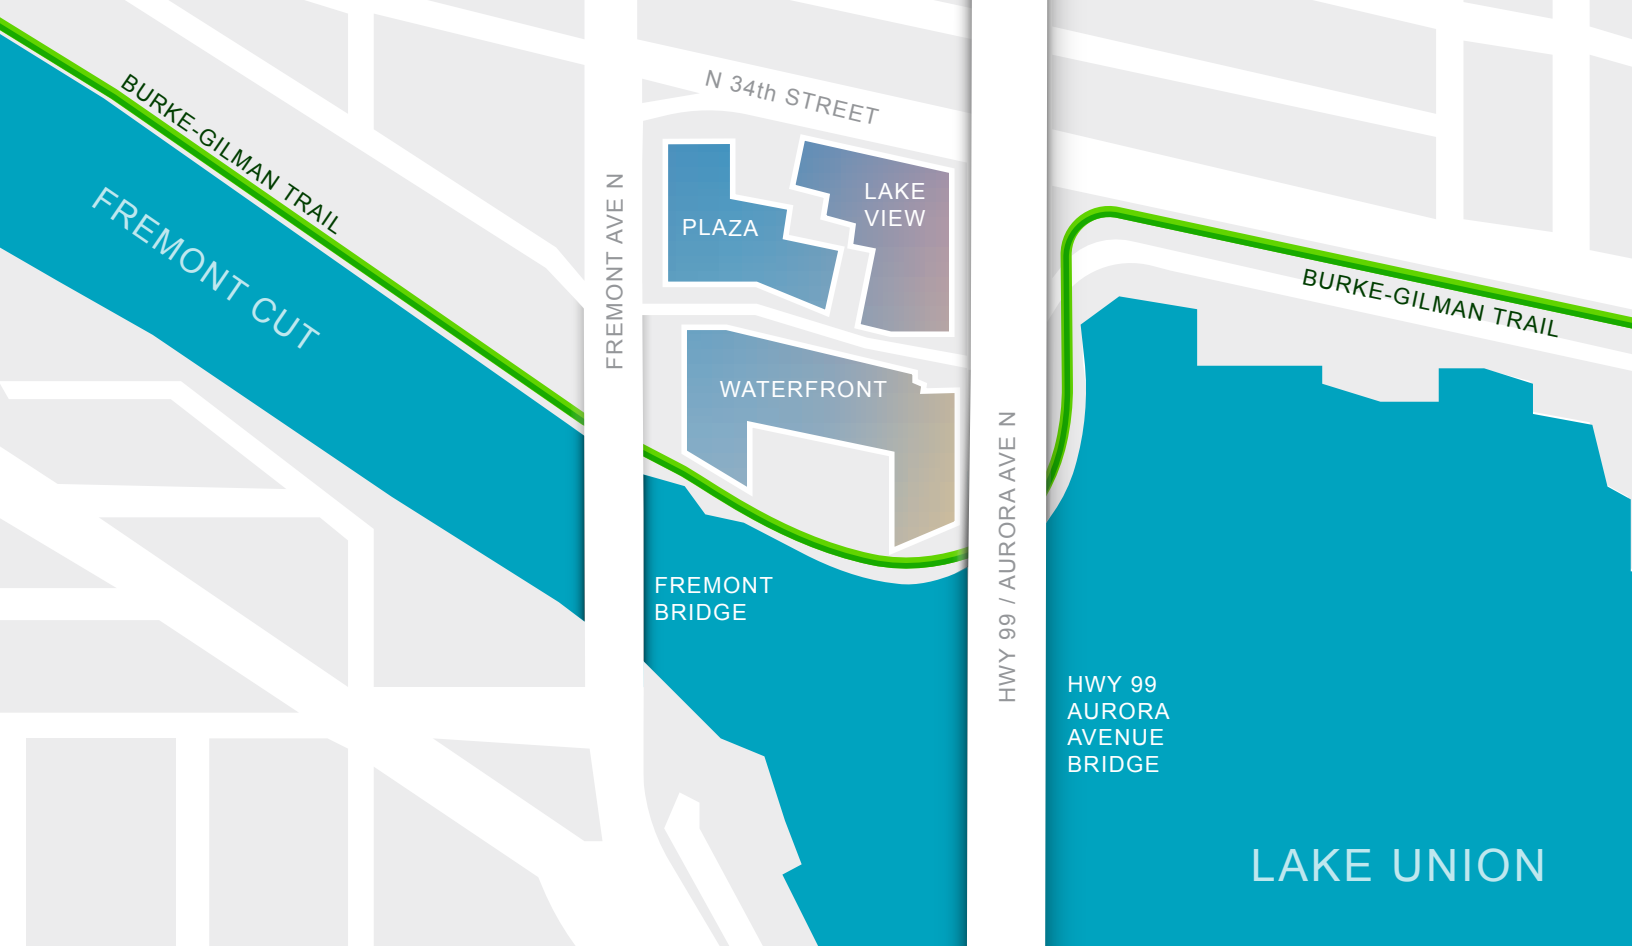 N 34th STREET
BURKE-GILMAN TRAIL
FREMONT CUT
FREMONT AVE N
PLAZA
LAKE
VIEW
BURKE-GILMAN TRAIL
WATERFRONT
HWY 99 / AURORA AVE N
FREMONT
BRIDGE
HWY 99
AURORA
AVENUE
BRIDGE
LAKE UNION